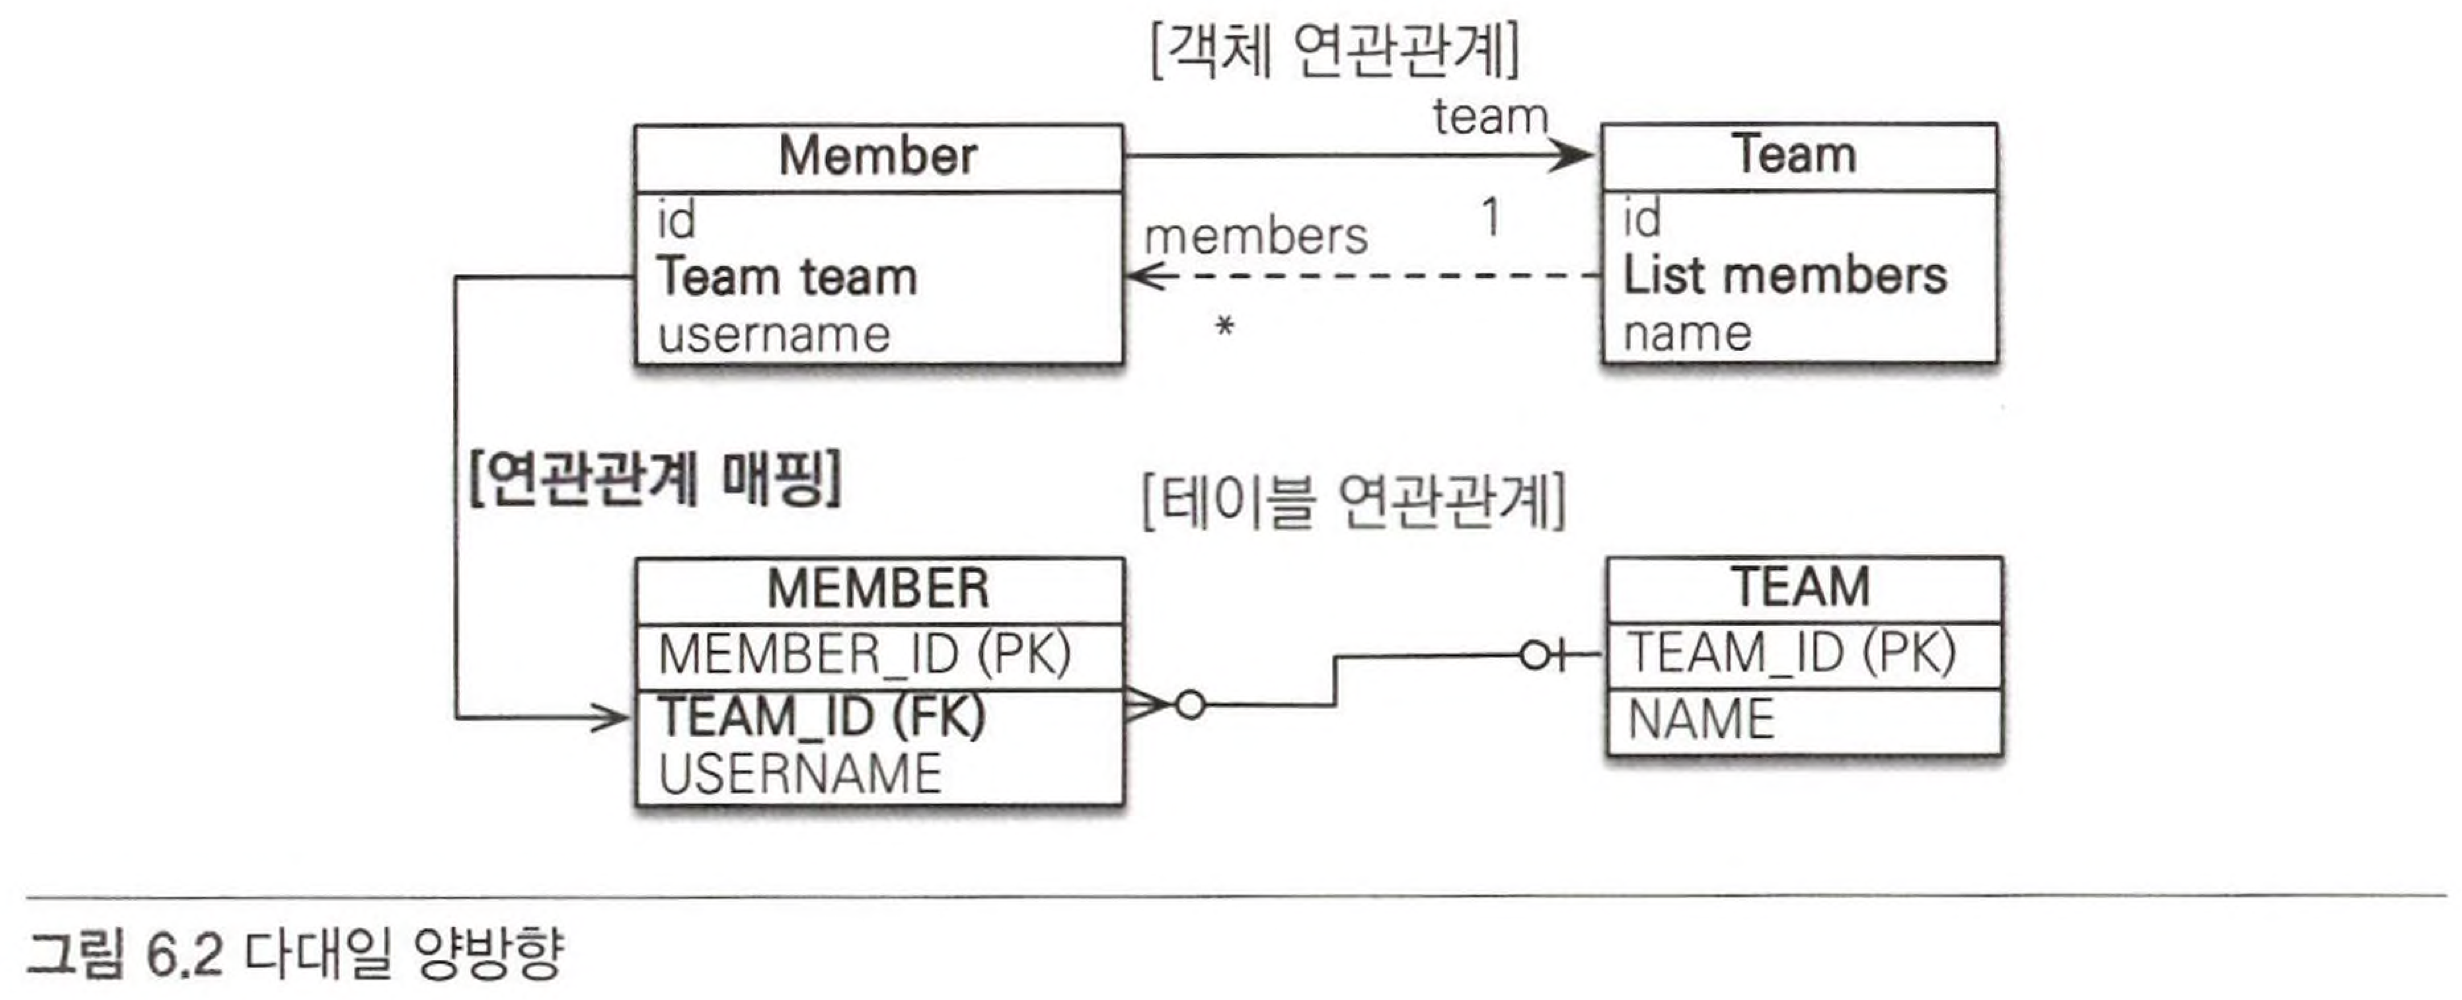 [객체 연관관계]
team
Member
Team
id
Team team
username
members
1
*
id
List members
name
[연관관계 매핑]
[테이블 연관관계]
MEMBER
MEMBER_ID (PK)
TEAM_ID (FK)
USERNAME
TEAM
TEAM_ID (PK)
NAME
그림 6.2 다대일 양방향